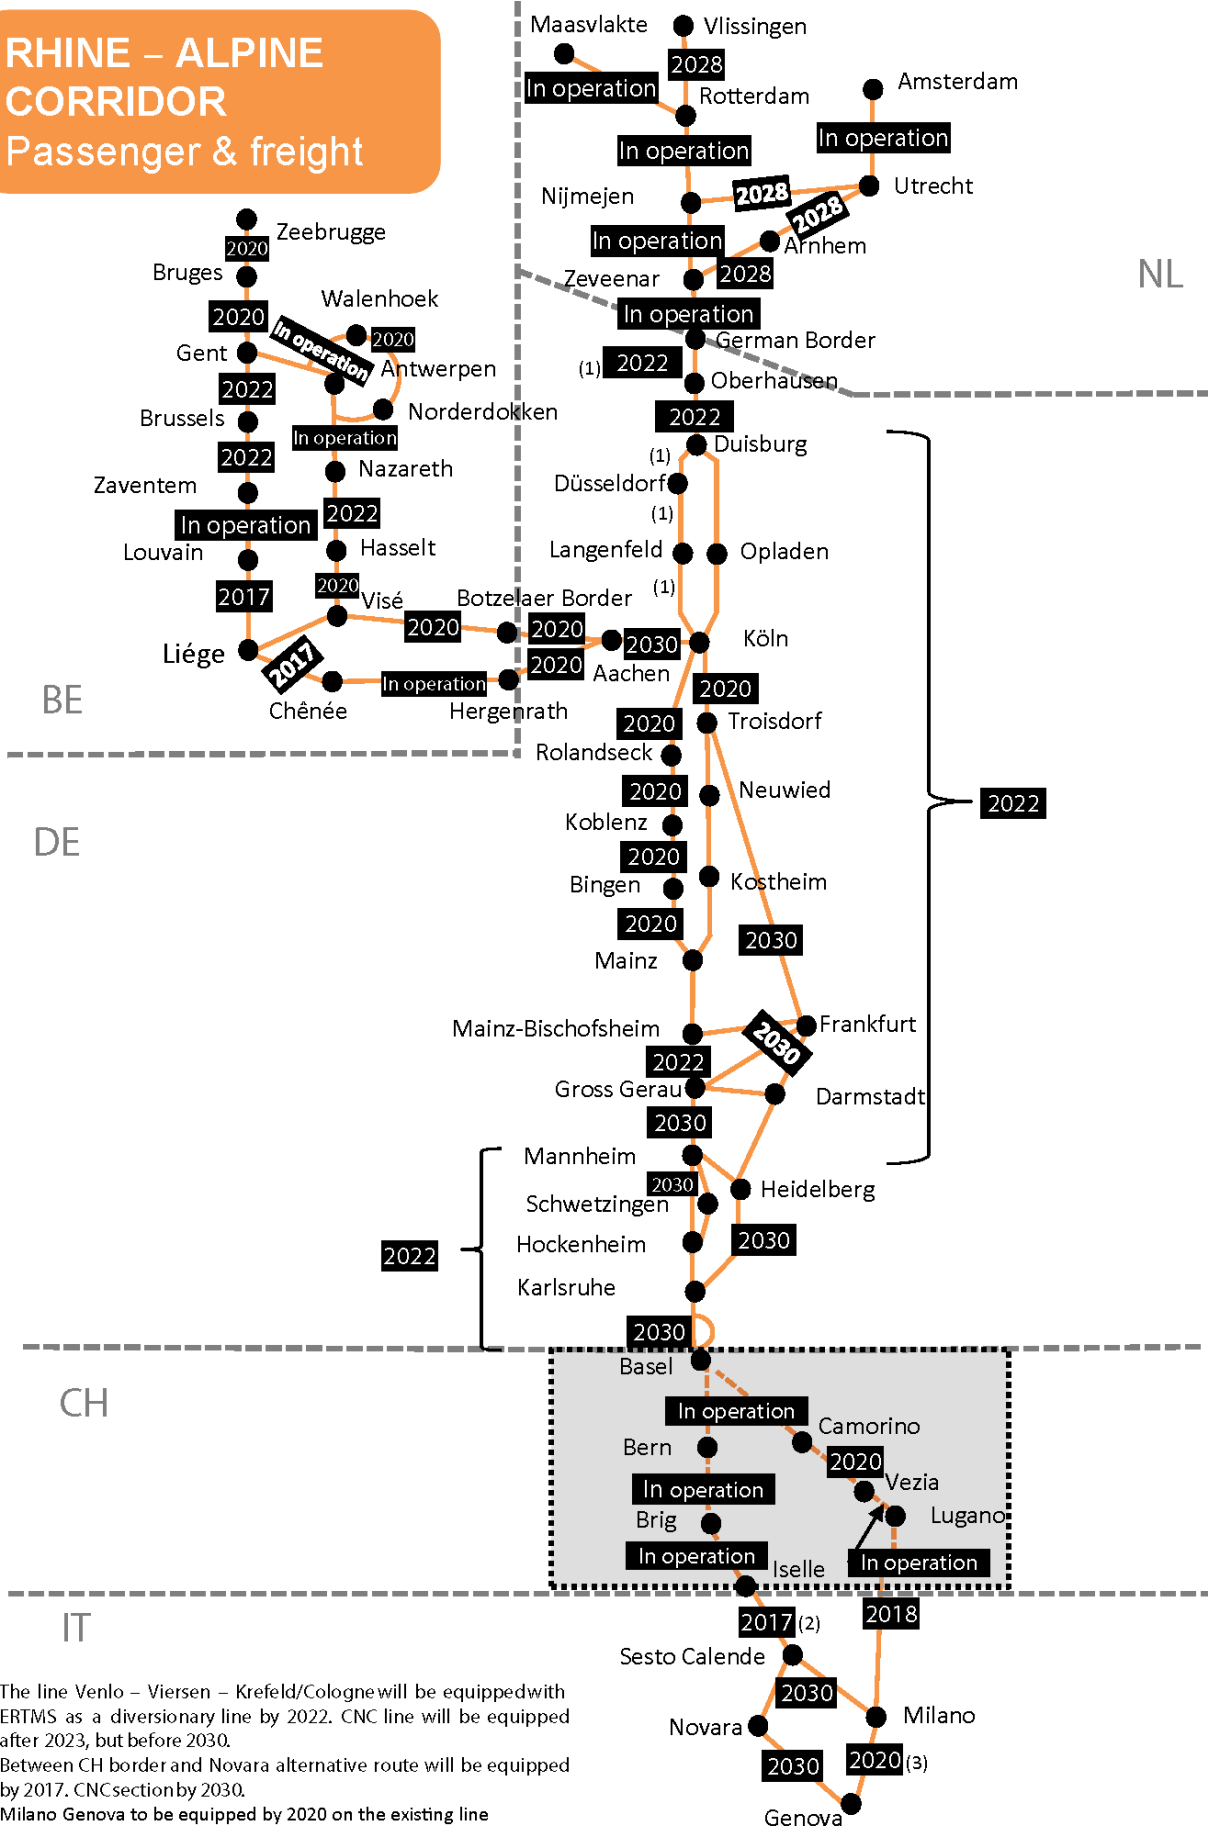 RHINE – ALPINE
CORRIDOR
Passenger & freight
Maasvlakte
Vlissingen
2028
In operation
Rotterdam
Amsterdam
In operation
In operation
Nijmejen
2028
Utrecht
2028
In operation
Arnhem
Zeveenar
2028
NL
In operation
German Border
(1) 2022
Oberhausen
2022
Duisburg
Zeebrugge
2020
Bruges
Walenhoek
2020
In operation
2020
Gent
Antwerpen
2022
Norderdokken
Brussels
In operation
2022
Nazareth
Zaventem
2022
In operation
Louvain
Hasselt
2017
2020
Visé
Botzelaer Border
2020
2020
Liége
2017
2020
Aachen
2030
In operation
Chênée
Hergenrath
BE
(1)
Düsseldorf
(1)
Langenfeld
Opladen
(1)
Köln
2020
2020
Troisdorf
Rolandseck
2020
Neuwied
2022
Koblenz
DE
2020
Bingen
Kostheim
2020
2030
Mainz
Mainz-Bischofsheim
Frankfurt
2030
2022
Gross Gerau
Darmstadt
2030
Mannheim
2030
Heidelberg
Schwetzingen
2022
Hockenheim
2030
Karlsruhe
2030
Basel
CH
In operation
Camorino
Bern
2020
Vezia
In operation
Brig
Lugano
In operation
In operation
Iselle
IT
2017 (2)
2018
Sesto Calende
2030
Novara
Milano
2030
2020 (3)
Genova
The line Venlo – Viersen – Krefeld/Cologne will be equipped with
ERTMS as a diversionary line by 2022. CNC line will be equipped
after 2023, but before 2030.
Between CH border and Novara alternative route will be equipped
by 2017. CNC section by 2030.
Milano Genova to be equipped by 2020 on the existing line